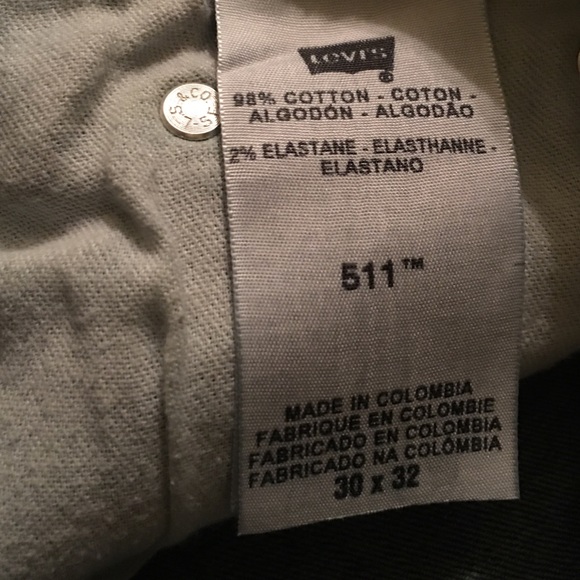 Levi's
®
98% COTTON - COTON -
ALGODÓN - ALGODÃO
2% ELASTANE - ELASTHANNE -
ELASTANO
511™
MADE IN COLOMBIA
FABRIQUE EN COLOMBIE
FABRICADO EN COLOMBIA
FABRICADO NA COLÔMBIA
30 x 32
& CO